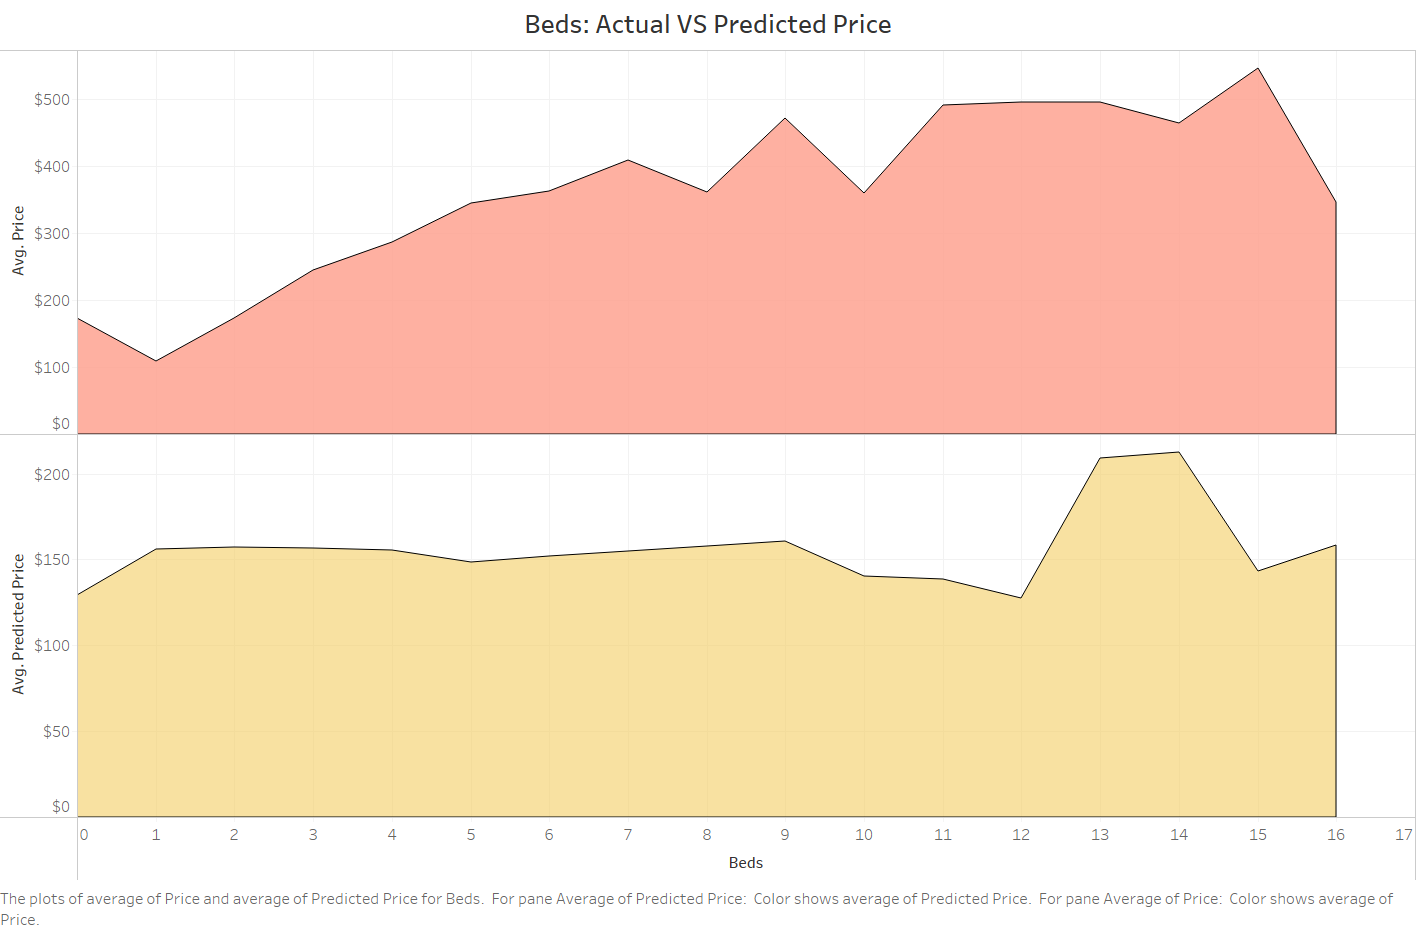 Beds: Actual VS Predicted Price
Avg. Price
$500
$400
$300
$200
$100
$0
Avg. Predicted Price
$200
$150
$100
$50
$0
0 1 2 3 4 5 6 7 8 9 10 11 12 13 14 15 16 17
Beds
The plots of average of Price and average of Predicted Price for Beds. For pane Average of Predicted Price: Color shows average of Predicted Price. For pane Average of Price: Color shows average of
Price.